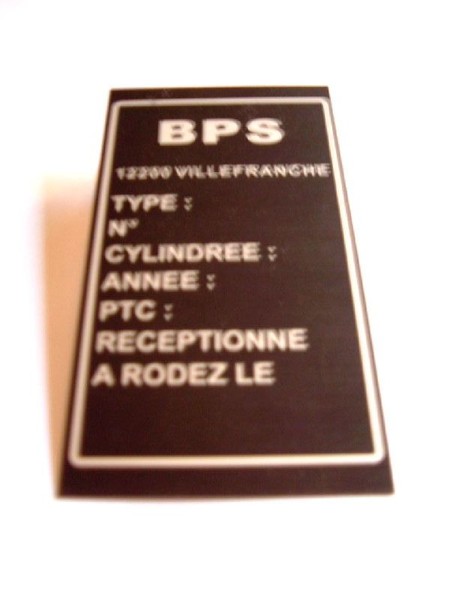 BPS
12200 VILLEFRANCHE
TYPE :
N°
CYLINDREE :
ANNEE :
PTC :
RECEPTIONNE
A RODEZ LE